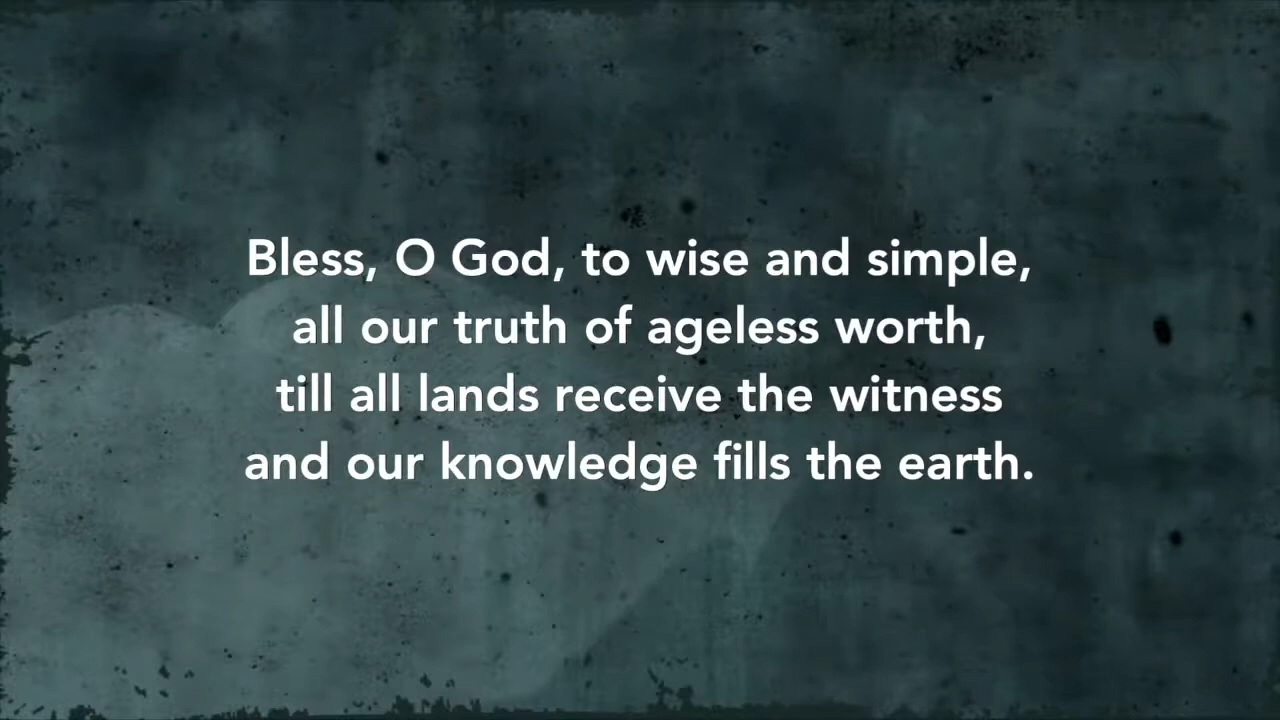 Bless, O God, to wise and simple,
all our truth of ageless worth,
till all lands receive the witness
and our knowledge fills the earth.